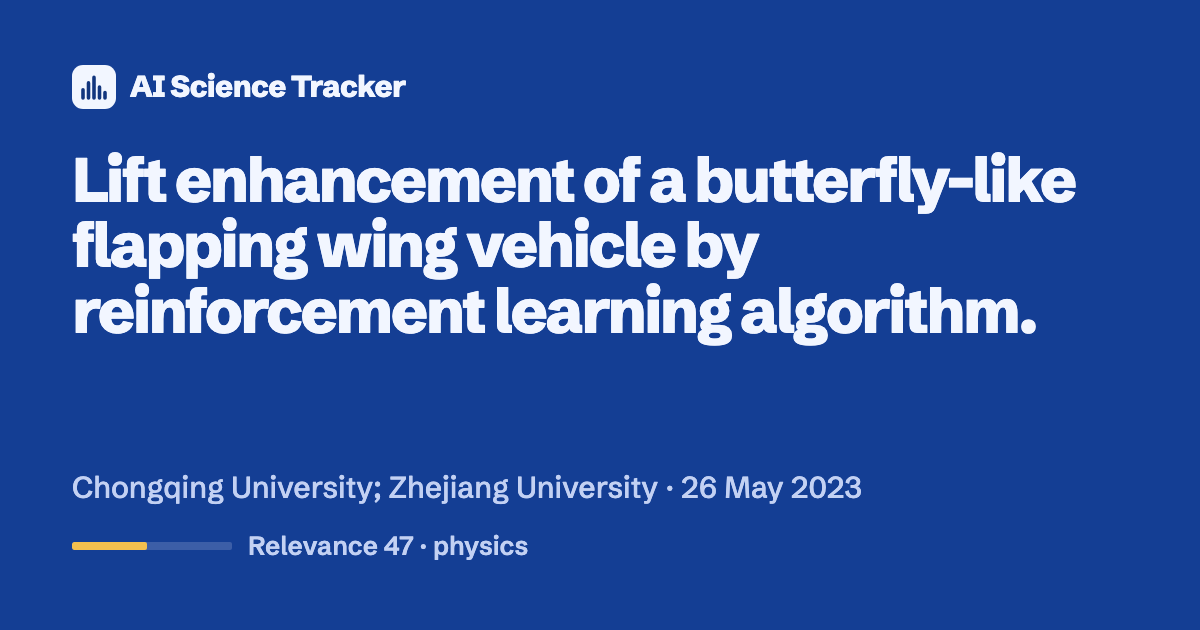 AI Science Tracker
Lift enhancement of a butterfly-like
flapping wing vehicle by
reinforcement learning algorithm.
Chongqing University; Zhejiang University · 26 May 2023
Relevance 47 · physics